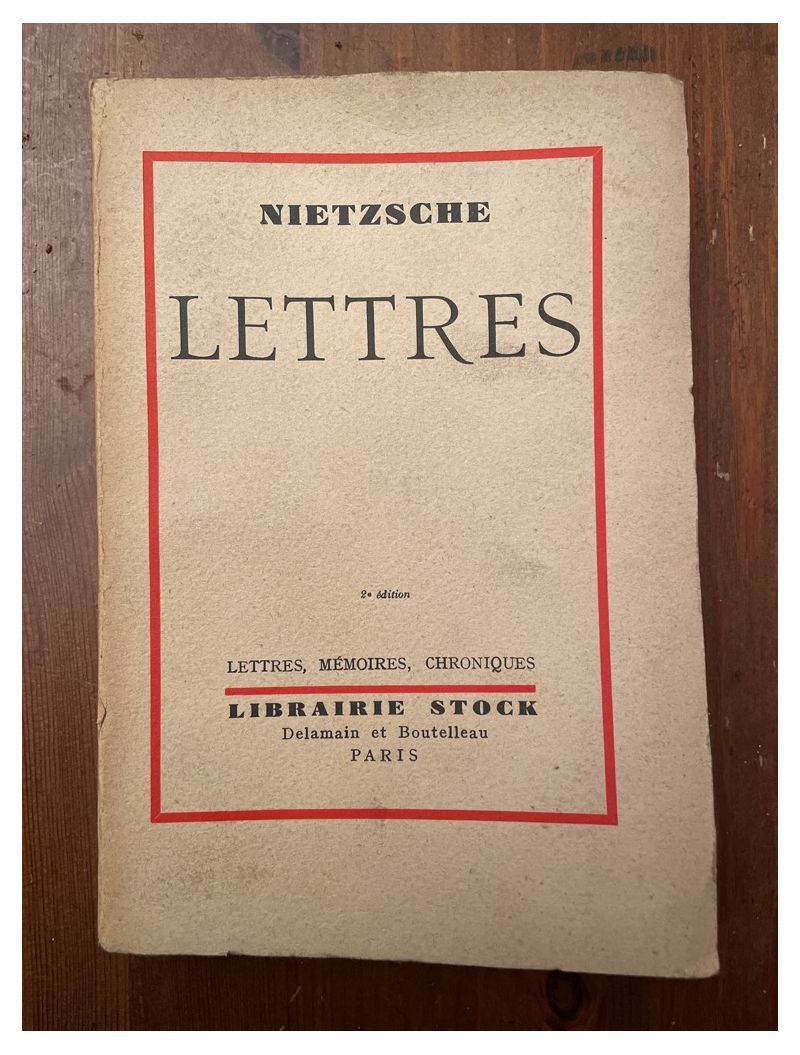 NIETZSCHE
LETTRES
2e édition
LETTRES, MÉMOIRES, CHRONIQUES
LIBRAIRIE STOCK
Delamain et Boutelleau
PARIS